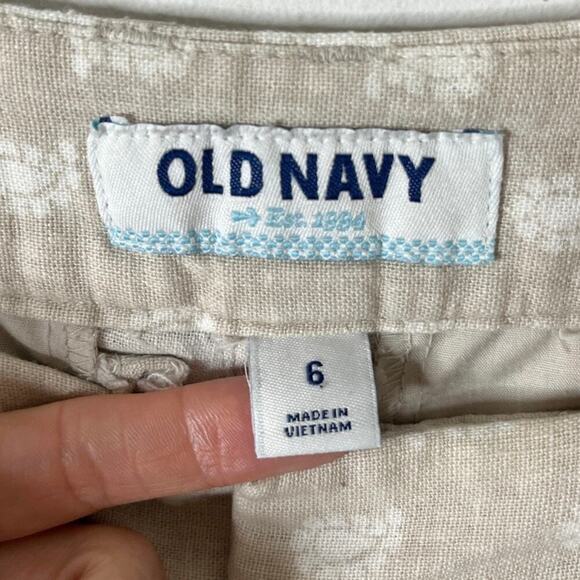 OLD NAVY
Est. 1994
6
MADE IN
VIETNAM